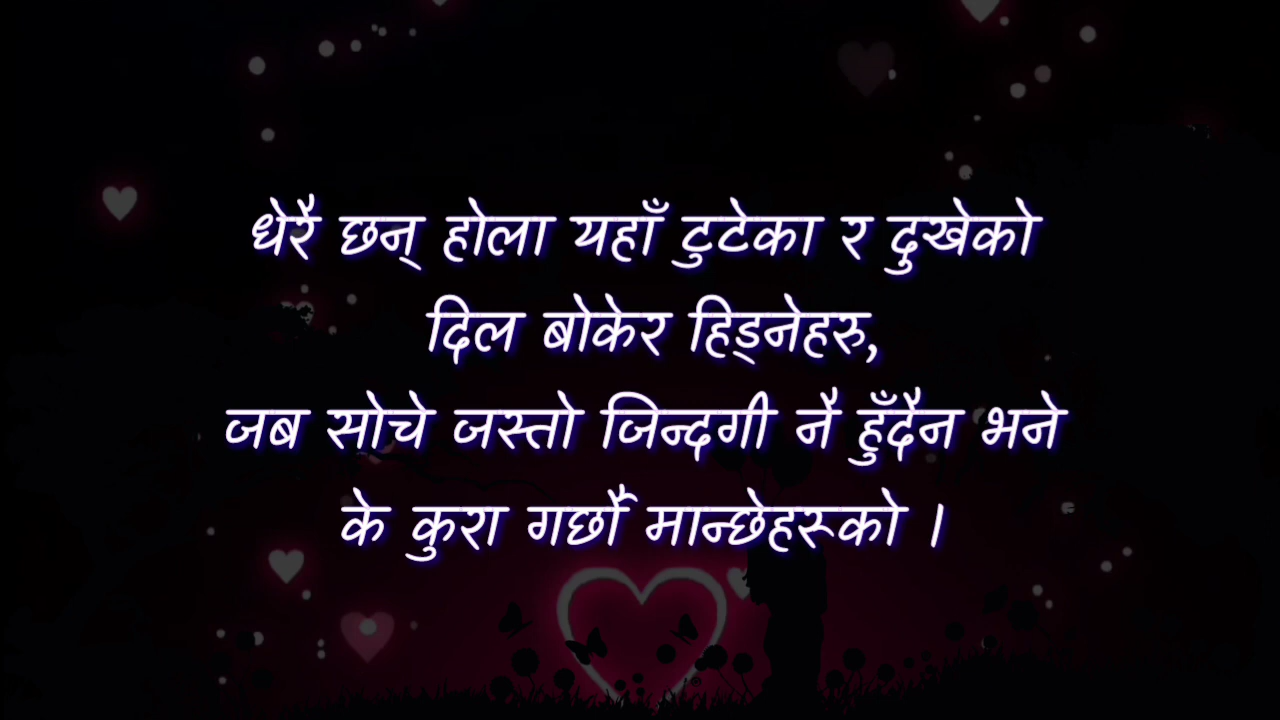 धेरै छन् होला यहाँ टुटेका र दुखेको
दिल बोकेर हिड्नेहरु,
जब सोचे जस्तो जिन्दगी नै हुँदैन भने
के कुरा गर्छौ मान्छेहरूको ।